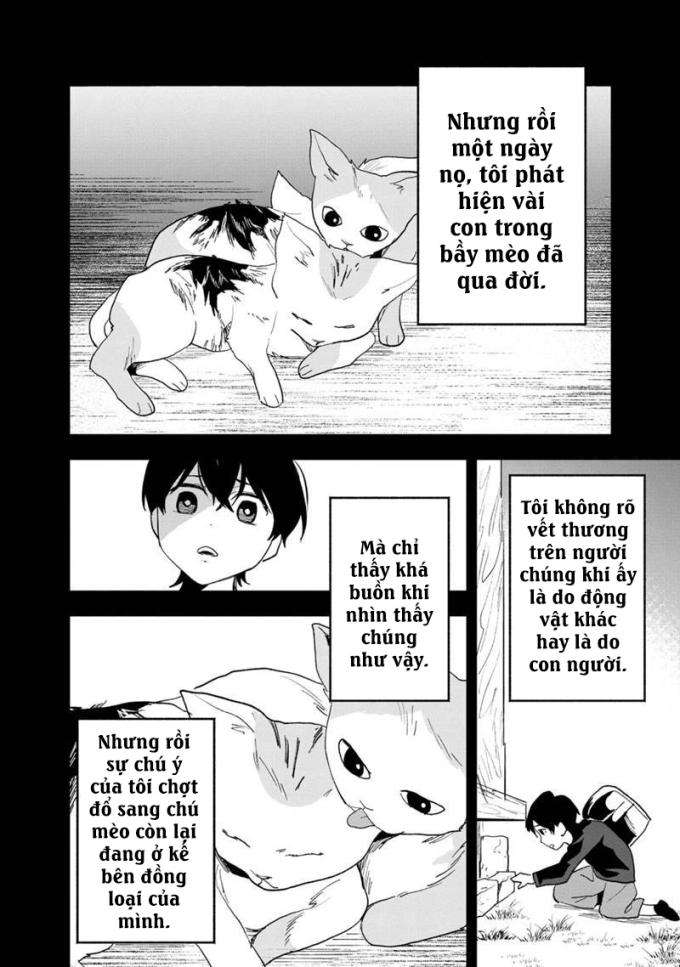 Nhưng rồi
một ngày
nọ, tôi phát
hiện vài
con trong
bầy mèo đã
qua đời.
Tôi không rõ
vết thương
trên người
chúng khi ấy
là do động
vật khác
hay là do
con người.
Mà chỉ
thấy khá
buồn khi
nhìn thấy
chúng
như vậy.
Nhưng rồi
sự chú ý
của tôi chợt
đổ sang chú
mèo còn lại
đang ở kế
bên đồng
loại của
mình.